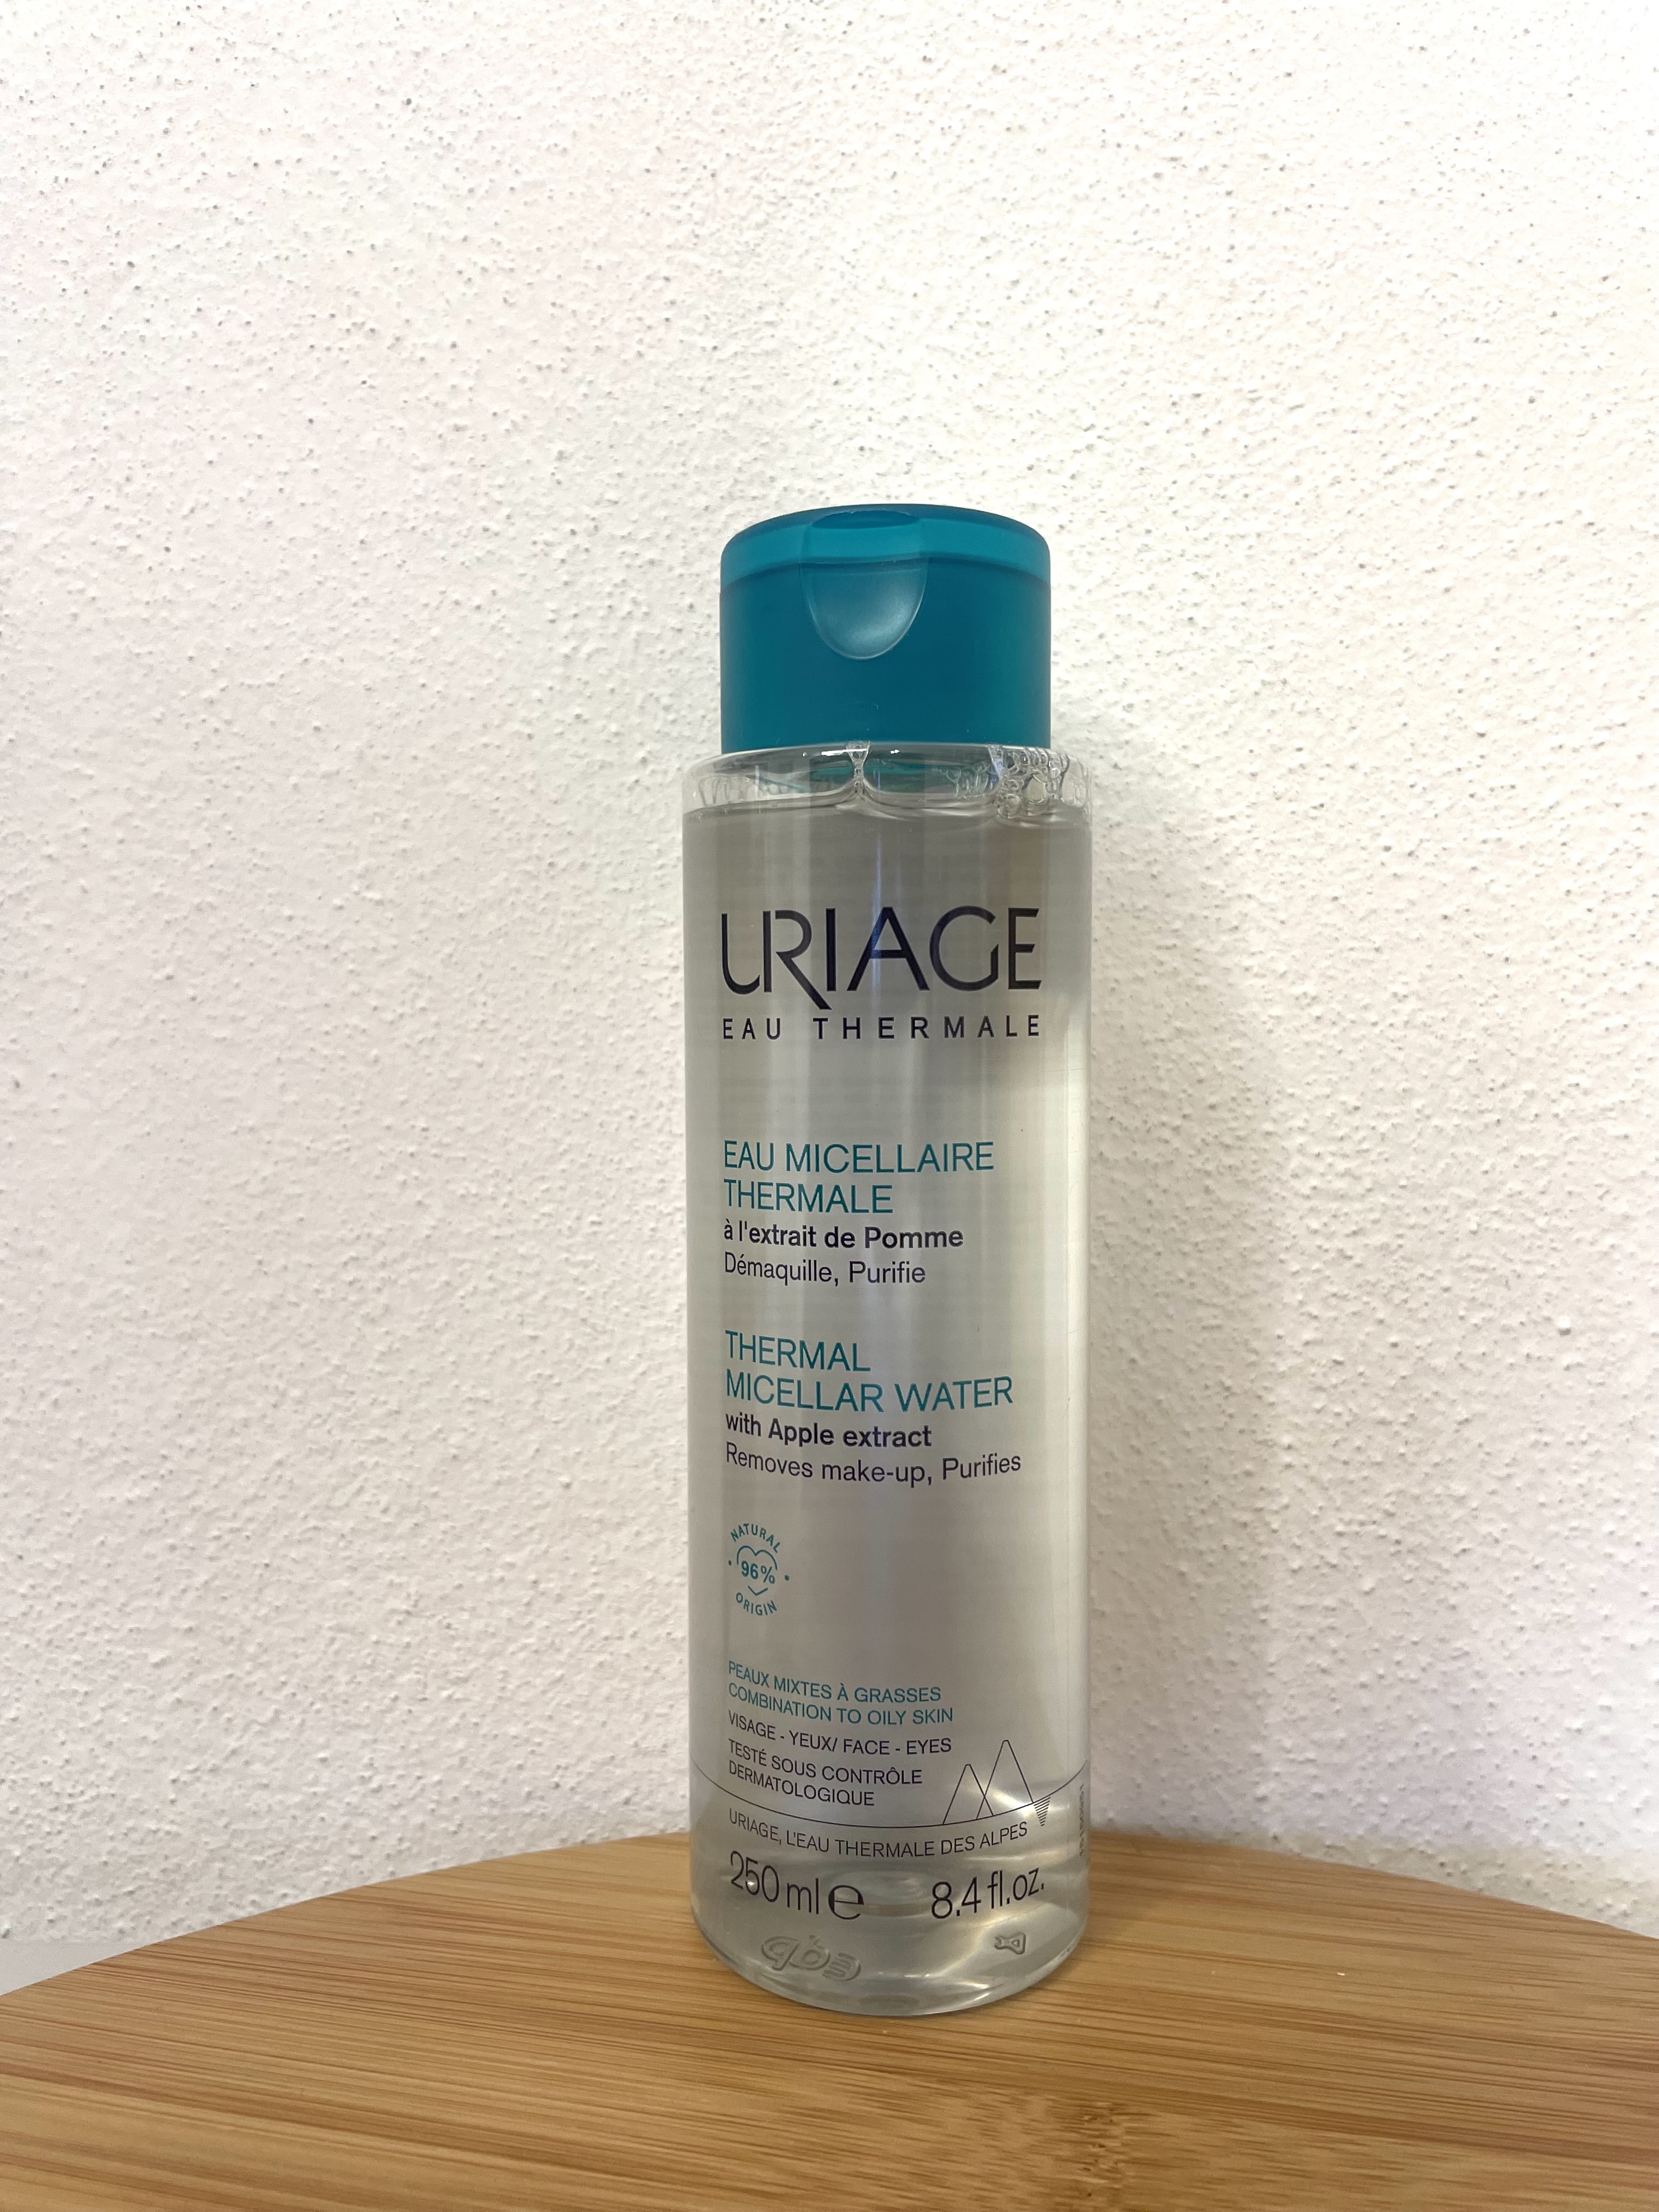 URIAGE
EAU THERMALE
EAU MICELLAIRE
THERMALE
à l'extrait de Pomme
Démaquille, Purifie
THERMAL
MICELLAR WATER
with Apple extract
Removes make-up, Purifies
NATURAL
96%
ORIGIN
PEAUX MIXTES À GRASSES
COMBINATION TO OILY SKIN
VISAGE - YEUX/ FACE - EYES
TESTÉ SOUS CONTRÔLE
DERMATOLOGIQUE
URIAGE, L'EAU THERMALE DES ALPES
250 ml e 8.4 fl.oz.